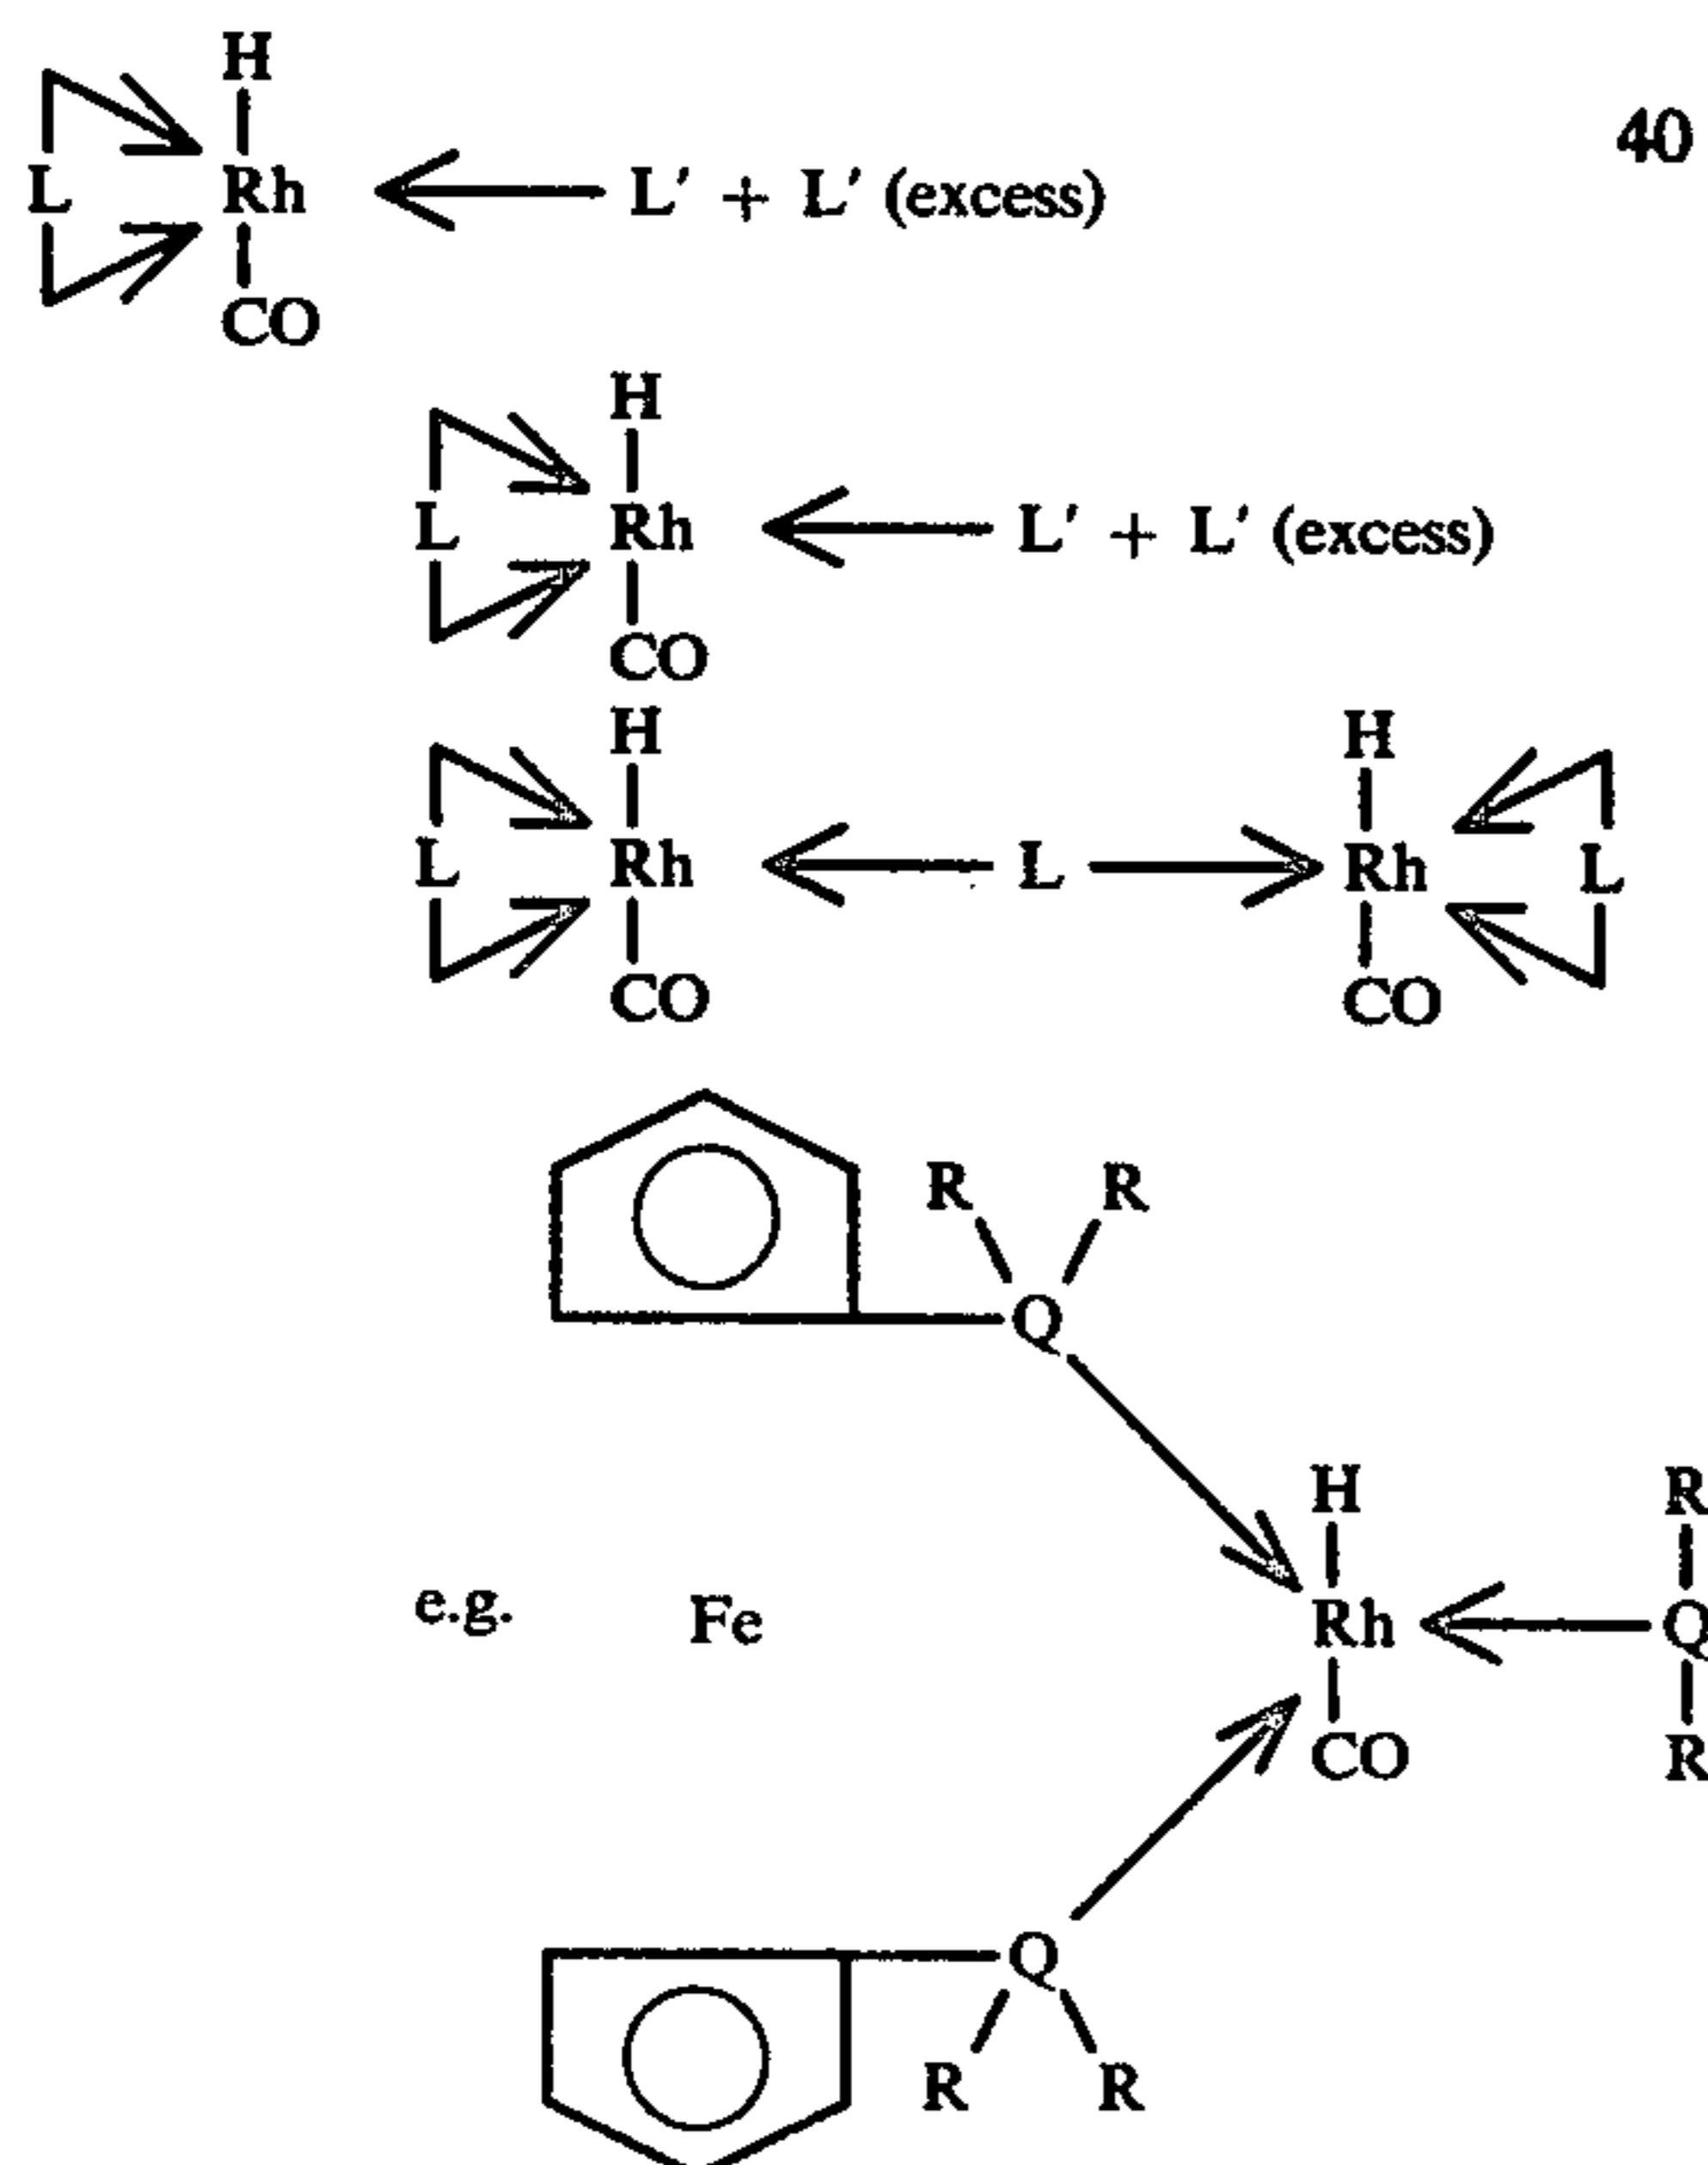 H
40
L Rh L′ + L′ (excess)
CO
H
L Rh L′ + L′ (excess)
CO
H H
L Rh L Rh L
CO CO
R R
Q
H R
e.g. Fe Rh Q
CO R
Q
R R